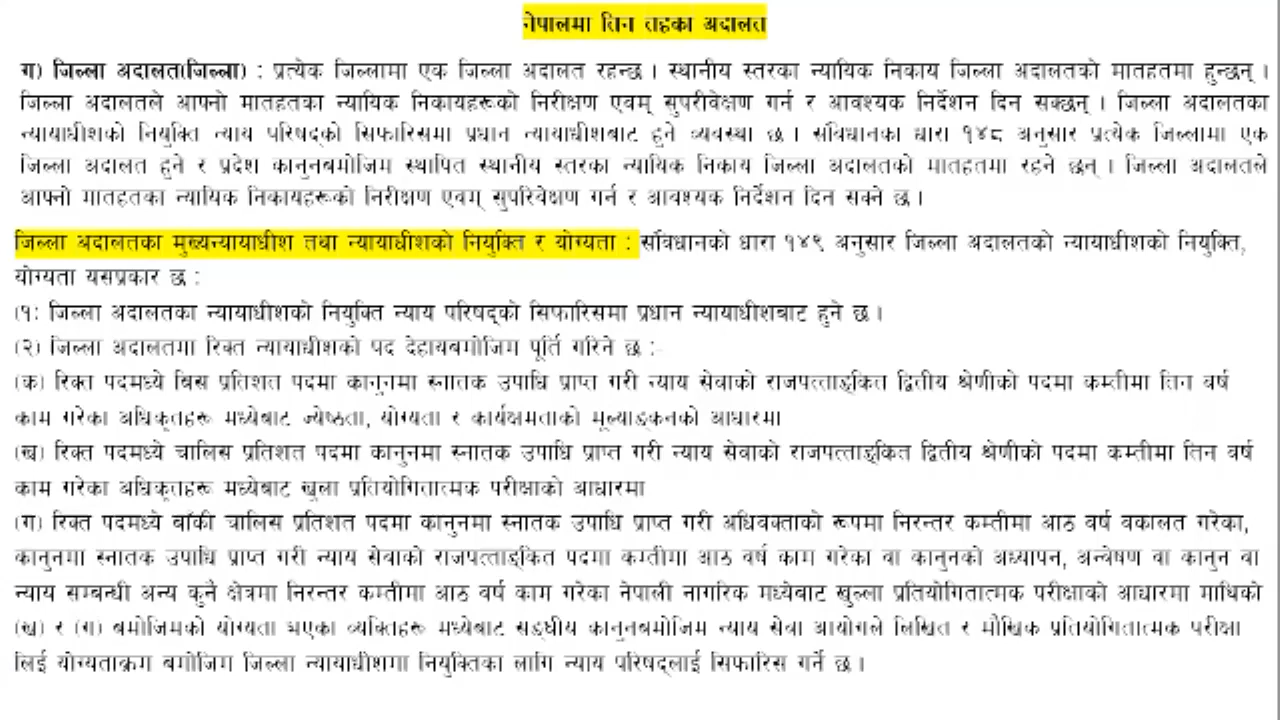 नेपालमा तिन तहका अदालत
ग) जिल्ला अदालत(जिल्ला) : प्रत्येक जिल्लामा एक जिल्ला अदालत रहन्छ । स्थानीय स्तरका न्यायिक निकाय जिल्ला अदालतको मातहतमा हुन्छन् ।
जिल्ला अदालतले आफ्नो मातहतका न्यायिक निकायहरूको निरीक्षण एवम् सुपरीवेक्षण गर्न र आवश्यक निर्देशन दिन सक्छन् । जिल्ला अदालतका
न्यायाधीशको नियुक्ति न्याय परिषद्को सिफारिसमा प्रधान न्यायाधीशबाट हुने व्यवस्था छ । संविधानका धारा १४८ अनुसार प्रत्येक जिल्लामा एक
जिल्ला अदालत हुने र प्रदेश कानुनबमोजिम स्थापित स्थानीय स्तरका न्यायिक निकाय जिल्ला अदालतको मातहतमा रहने छन् । जिल्ला अदालतले
आफ्नो मातहतका न्यायिक निकायहरूको निरीक्षण एवम् सुपरिवेक्षण गर्न र आवश्यक निर्देशन दिन सक्ने छ ।
जिल्ला अदालतका मुख्यन्यायाधीश तथा न्यायाधीशको नियुक्ति र योग्यता : संविधानको धारा १४९ अनुसार जिल्ला अदालतको न्यायाधीशको नियुक्ति,
योग्यता यसप्रकार छ :
(१: जिल्ला अदालतका न्यायाधीशको नियुक्ति न्याय परिषद्को सिफारिसमा प्रधान न्यायाधीशबाट हुने छ ।
(२) जिल्ला अदालतमा रिक्त न्यायाधीशको पद देहायबमोजिम पूर्ति गरिने छ :-
(क) रिक्त पदमध्ये बिस प्रतिशत पदमा कानुनमा स्नातक उपाधि प्राप्त गरी न्याय सेवाको राजपत्ताङ्कित द्वितीय श्रेणीको पदमा कम्तीमा तिन वर्ष
काम गरेका अधिकृतहरू मध्येबाट ज्येष्ठता, योग्यता र कार्यक्षमताको मूल्याङ्कनको आधारमा
(ख) रिक्त पदमध्ये चालिस प्रतिशत पदमा कानुनमा स्नातक उपाधि प्राप्त गरी न्याय सेवाको राजपत्ताङ्कित द्वितीय श्रेणीको पदमा कम्तीमा तिन वर्ष
काम गरेका अधिकृतहरू मध्येबाट खुला प्रतियोगितात्मक परीक्षाको आधारमा
(ग) रिक्त पदमध्ये बाँकी चालिस प्रतिशत पदमा कानुनमा स्नातक उपाधि प्राप्त गरी अधिवक्ताको रूपमा निरन्तर कम्तीमा आठ वर्ष वकालत गरेका,
कानुनमा स्नातक उपाधि प्राप्त गरी न्याय सेवाको राजपत्ताङ्कित पदमा कम्तीमा आठ वर्ष काम गरेका वा कानुनको अध्यापन, अन्वेषण वा कानुन वा
न्याय सम्बन्धी अन्य कुनै क्षेत्रमा निरन्तर कम्तीमा आठ वर्ष काम गरेका नेपाली नागरिक मध्येबाट खुल्ला प्रतियोगितात्मक परीक्षाको आधारमा माथिको
(ख) र (ग) बमोजिमको योग्यता भएका व्यक्तिहरू मध्येबाट सङ्घीय कानुनबमोजिम न्याय सेवा आयोगले लिखित र मौखिक प्रतियोगितात्मक परीक्षा
लिई योग्यताक्रम बमोजिम जिल्ला न्यायाधीशमा नियुक्तिका लागि न्याय परिषद्लाई सिफारिस गर्ने छ ।